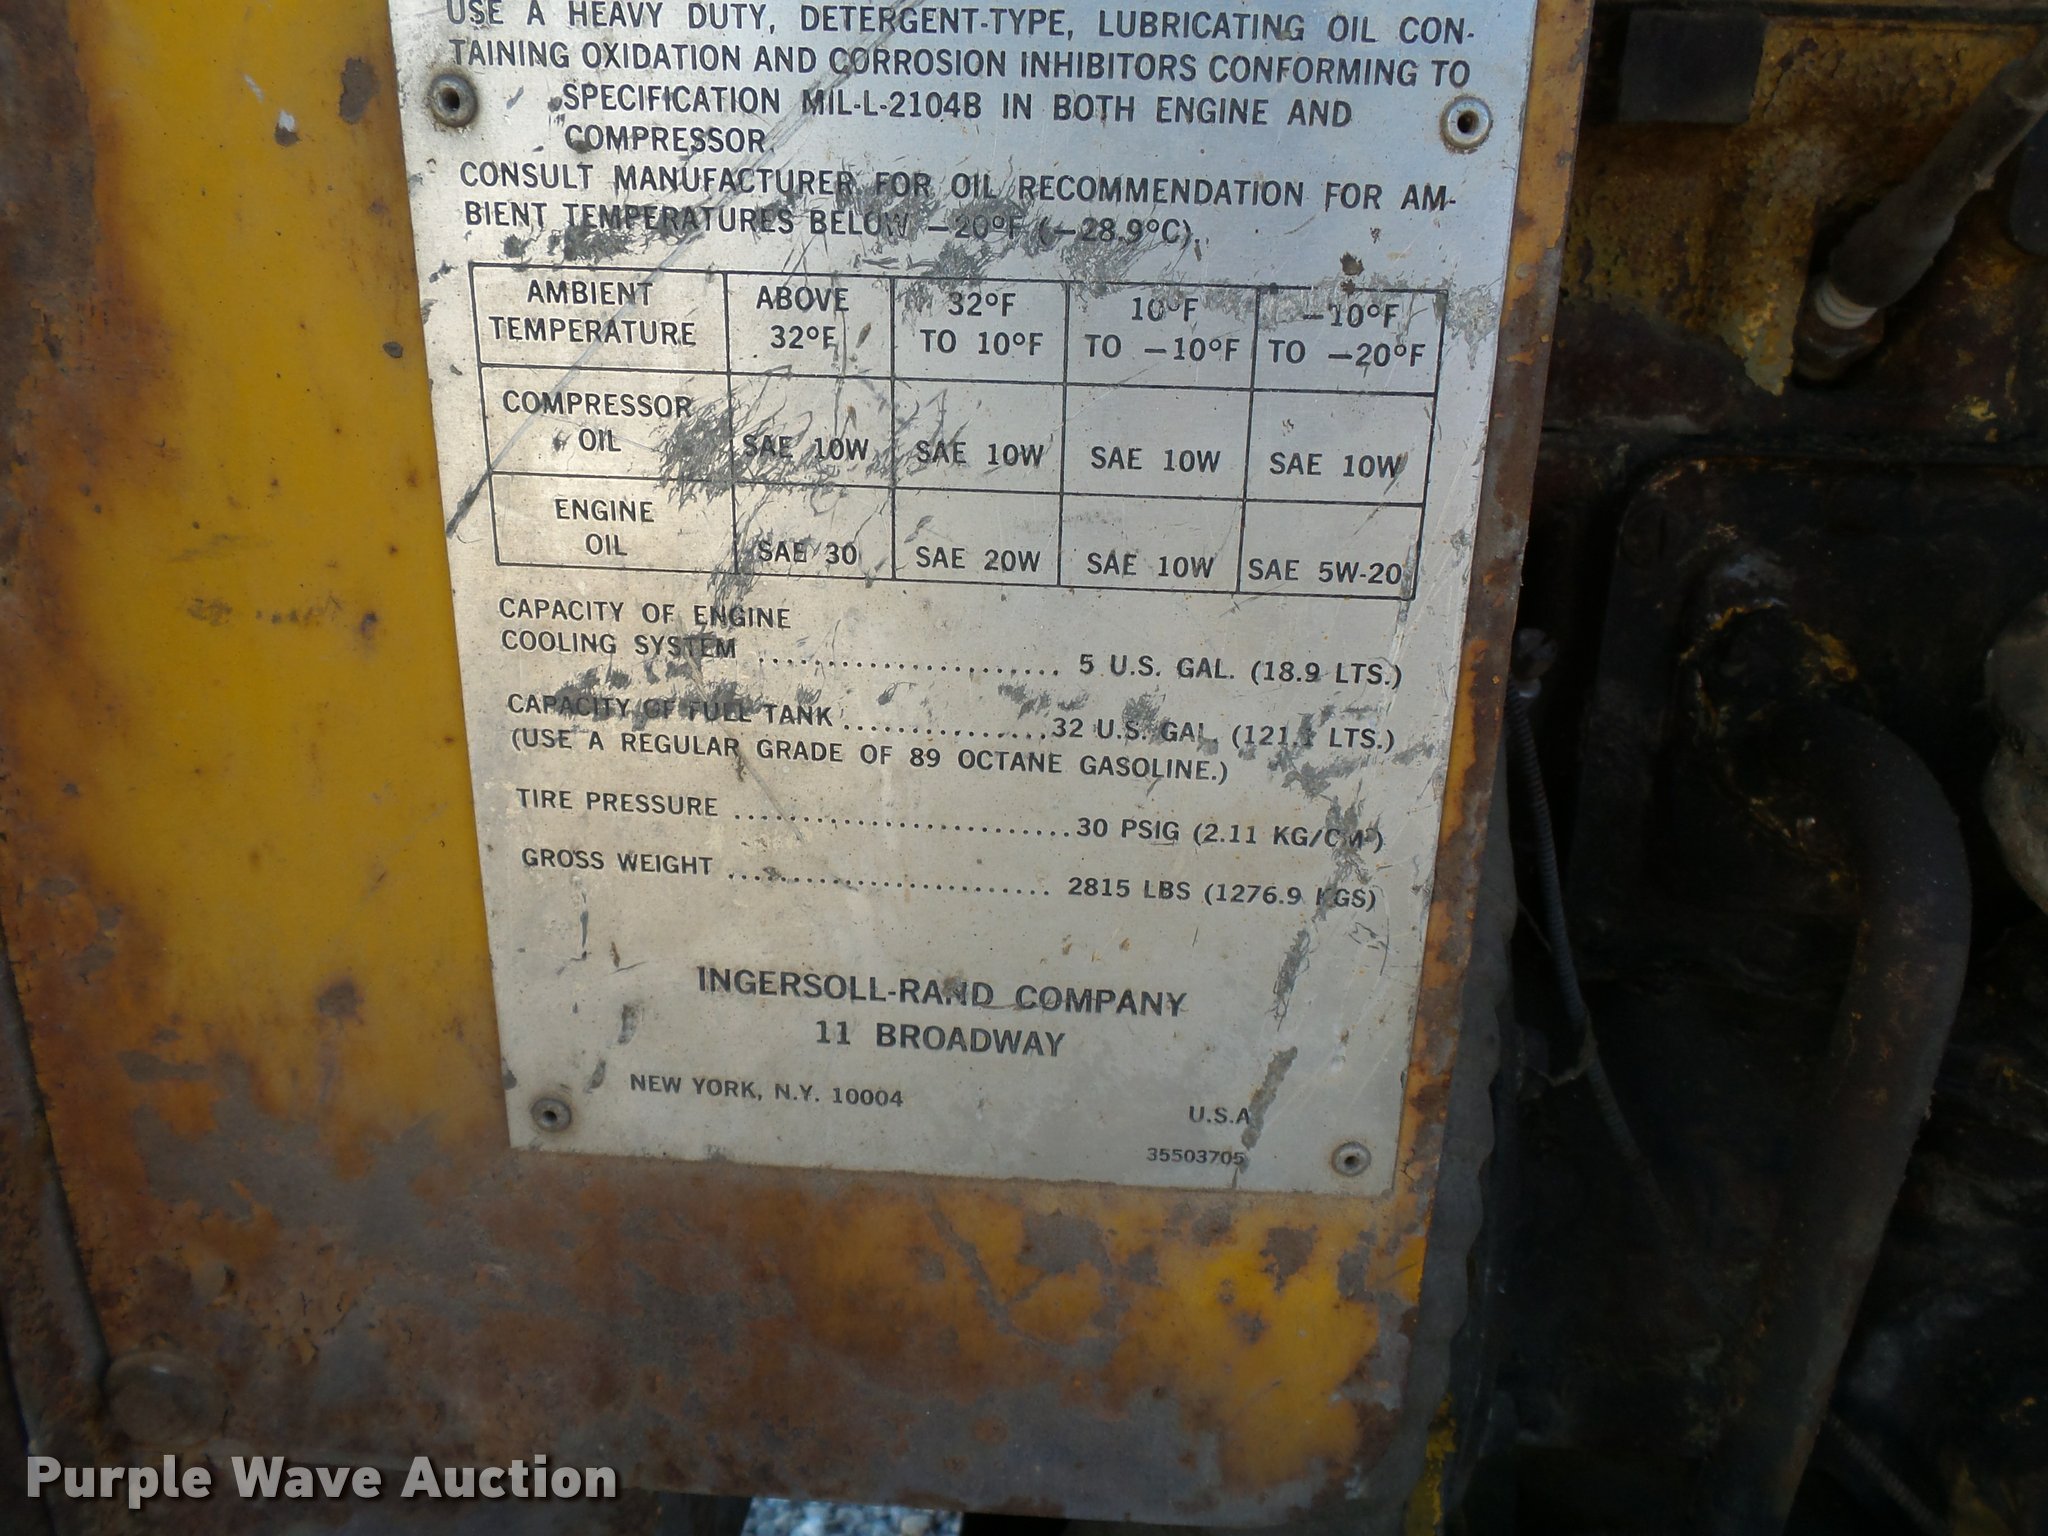 USE A HEAVY DUTY, DETERGENT-TYPE, LUBRICATING OIL CON-
TAINING OXIDATION AND CORROSION INHIBITORS CONFORMING TO
SPECIFICATION MIL-L-2104B IN BOTH ENGINE AND
COMPRESSOR.
CONSULT MANUFACTURER FOR OIL RECOMMENDATION FOR AM-
BIENT TEMPERATURES BELOW -20°F (-28.9°C).
AMBIENT ABOVE 32°F 10°F -10°F
TEMPERATURE 32°F TO 10°F TO -10°F TO -20°F
COMPRESSOR
OIL SAE 10W SAE 10W SAE 10W SAE 10W
ENGINE
OIL SAE 30 SAE 20W SAE 10W SAE 5W-20
CAPACITY OF ENGINE
COOLING SYSTEM ...................... 5 U.S. GAL. (18.9 LTS.)
CAPACITY OF FULL TANK ................32 U.S. GAL. (121.1 LTS.)
(USE A REGULAR GRADE OF 89 OCTANE GASOLINE.)
TIRE PRESSURE .........................30 PSIG (2.11 KG/CM²)
GROSS WEIGHT ......................... 2815 LBS (1276.9 KGS)
INGERSOLL-RAND COMPANY
11 BROADWAY
NEW YORK, N.Y. 10004
U.S.A
35503705
Purple Wave Auction